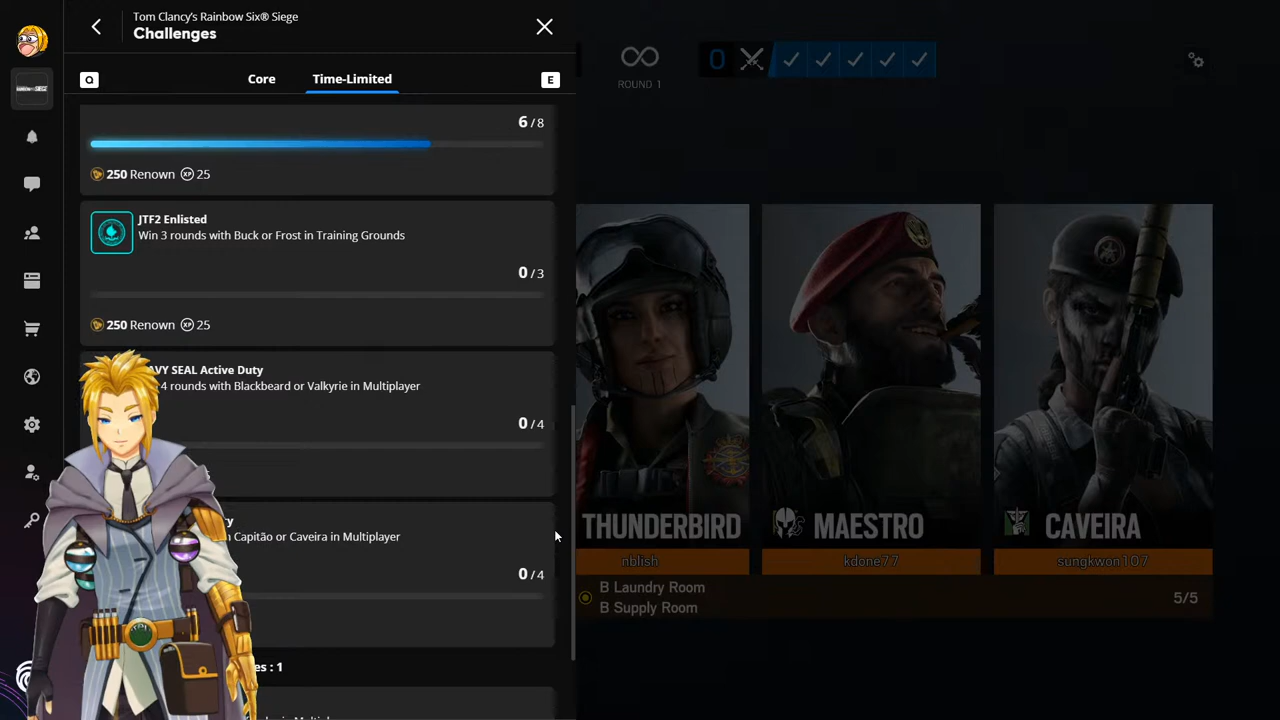 Tom Clancy's Rainbow Six® Siege
Challenges
Q
Core
Time-Limited
E
6/8
250 Renown XP 25
JTF2 Enlisted
Win 3 rounds with Buck or Frost in Training Grounds
0/3
250 Renown XP 25
AVY SEAL Active Duty
4 rounds with Blackbeard or Valkyrie in Multiplayer
0/4
Capitão or Caveira in Multiplayer
0/4
es : 1
ROUND 1
0
THUNDERBIRD
nblish
MAESTRO
kdone77
CAVEIRA
sungkwon107
B Laundry Room
B Supply Room
5/5